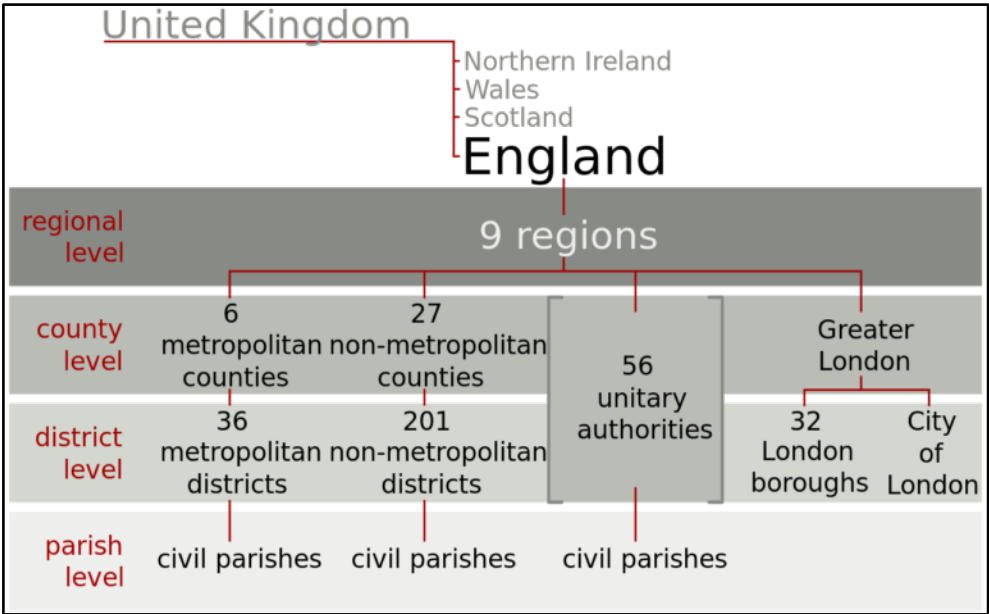 United Kingdom
Northern Ireland
Wales
Scotland
England
regional
level
9 regions
county
level
6
metropolitan
counties
27
non-metropolitan
counties
56
unitary
authorities
Greater
London
district
level
36
metropolitan
districts
201
non-metropolitan
districts
32
London
boroughs
City
of
London
parish
level
civil parishes
civil parishes
civil parishes